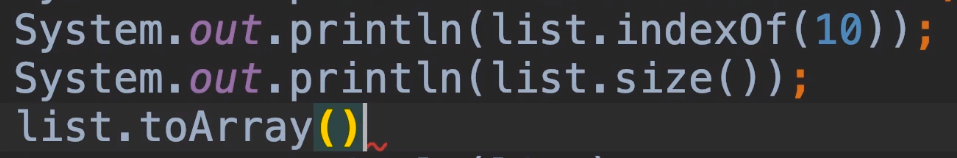 System.out.println(list.indexOf(10));
System.out.println(list.size());
list.toArray()